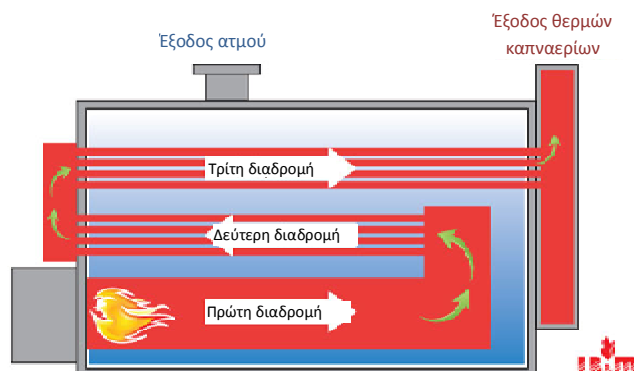 Έξοδος ατμού
Έξοδος θερμών
καπναερίων
Τρίτη διαδρομή
Δεύτερη διαδρομή
Πρώτη διαδρομή